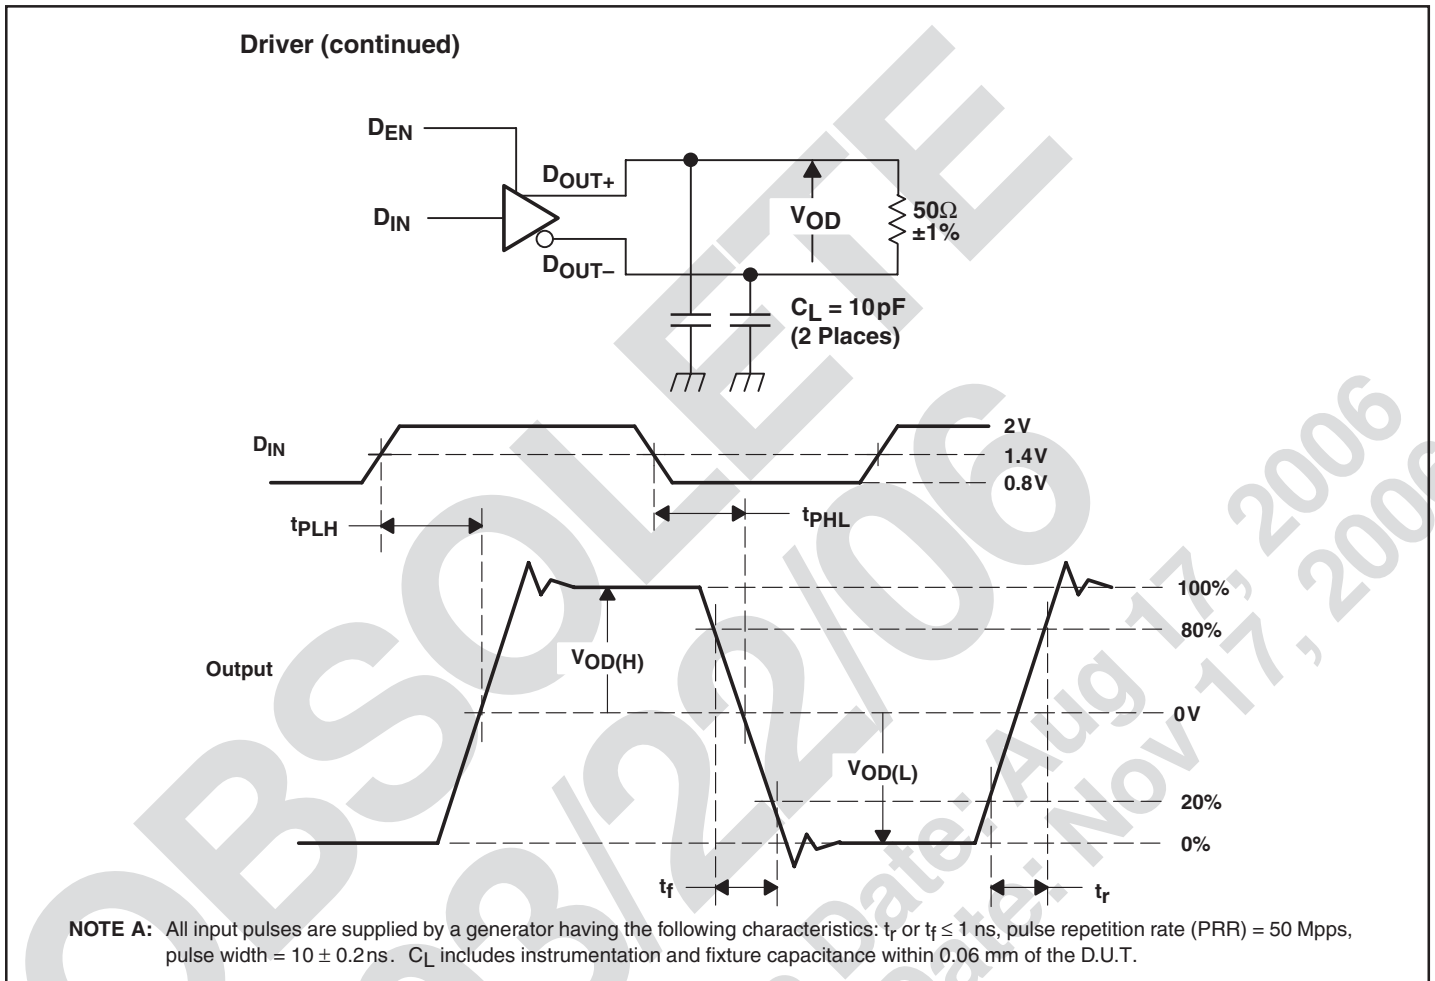 Driver (continued)
DEN
DIN
DOUT+
DOUT–
VOD
50Ω
±1%
CL = 10pF
(2 Places)
DIN
2V
1.4V
0.8V
tPLH
tPHL
Output
VOD(H)
VOD(L)
100%
80%
0V
20%
0%
tf
tr
NOTE A: All input pulses are supplied by a generator having the following characteristics: tr or tf ≤ 1 ns, pulse repetition rate (PRR) = 50 Mpps,
pulse width = 10 ± 0.2ns. CL includes instrumentation and fixture capacitance within 0.06 mm of the D.U.T.
OBSOLETE
03/22/06
Date: Aug 17, 2006
Date: Nov 17, 2006